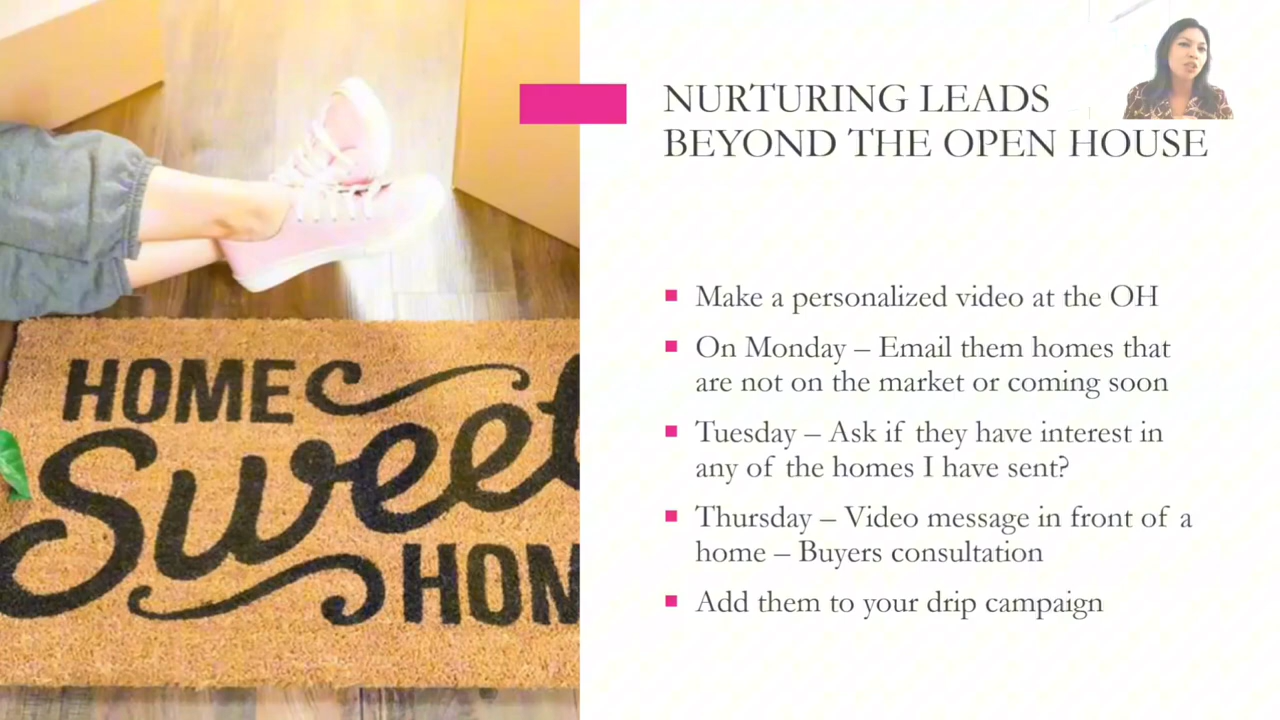 NURTURING LEADS
BEYOND THE OPEN HOUSE
Make a personalized video at the OH
On Monday – Email them homes that
are not on the market or coming soon
Tuesday – Ask if they have interest in
any of the homes I have sent?
Thursday – Video message in front of a
home – Buyers consultation
Add them to your drip campaign
HOME
Sweet
HOM